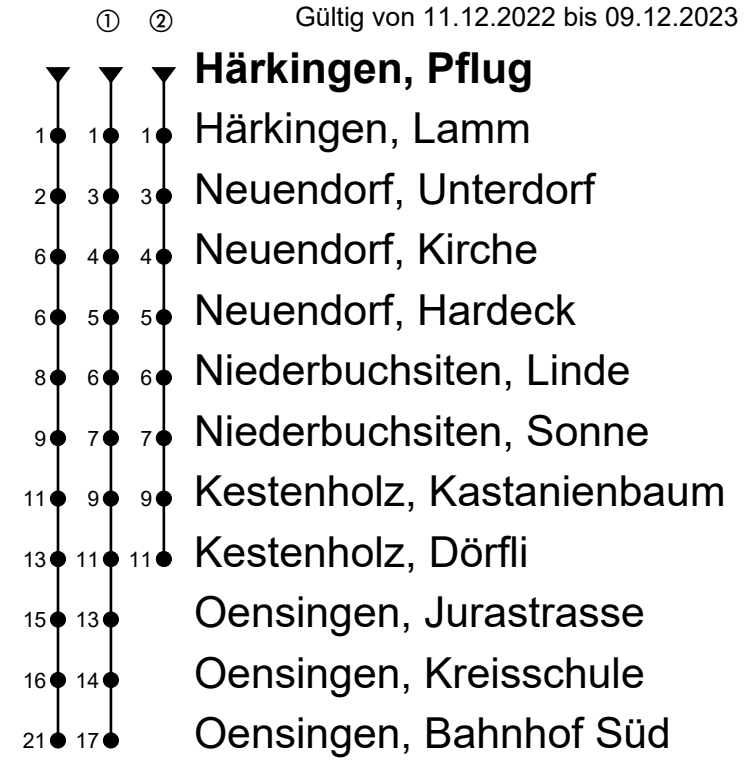 ① ② Gültig von 11.12.2022 bis 09.12.2023
Härkingen, Pflug
1 1 1 Härkingen, Lamm
2 3 3 Neuendorf, Unterdorf
6 4 4 Neuendorf, Kirche
6 5 5 Neuendorf, Hardeck
8 6 6 Niederbuchsiten, Linde
9 7 7 Niederbuchsiten, Sonne
11 9 9 Kestenholz, Kastanienbaum
13 11 11 Kestenholz, Dörfli
15 13 Oensingen, Jurastrasse
16 14 Oensingen, Kreisschule
21 17 Oensingen, Bahnhof Süd